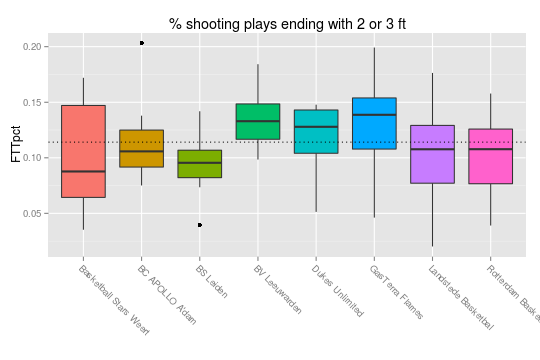 % shooting plays ending with 2 or 3 ft
FTTpct
0.20
0.15
0.10
0.05
Basketball Stars Weert
BC APOLLO A'dam
BS Leiden
BV Leeuwarden
Dukes Unlimited
GasTerra Flames
Landstede Basketbal
Rotterdam Baske